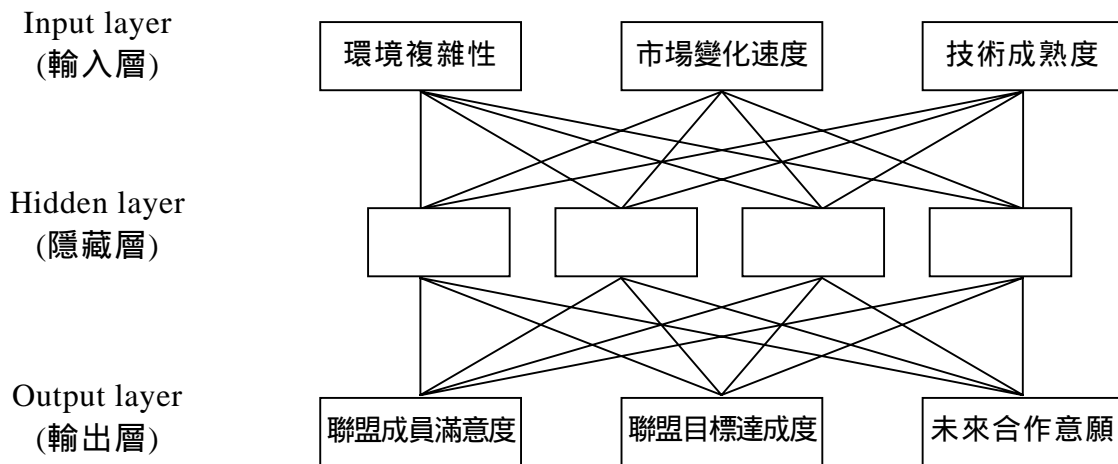 Input layer
(輸入層)
環境複雜性
市場變化速度
技術成熟度
Hidden layer
(隱藏層)
Output layer
(輸出層)
聯盟成員滿意度
聯盟目標達成度
未來合作意願